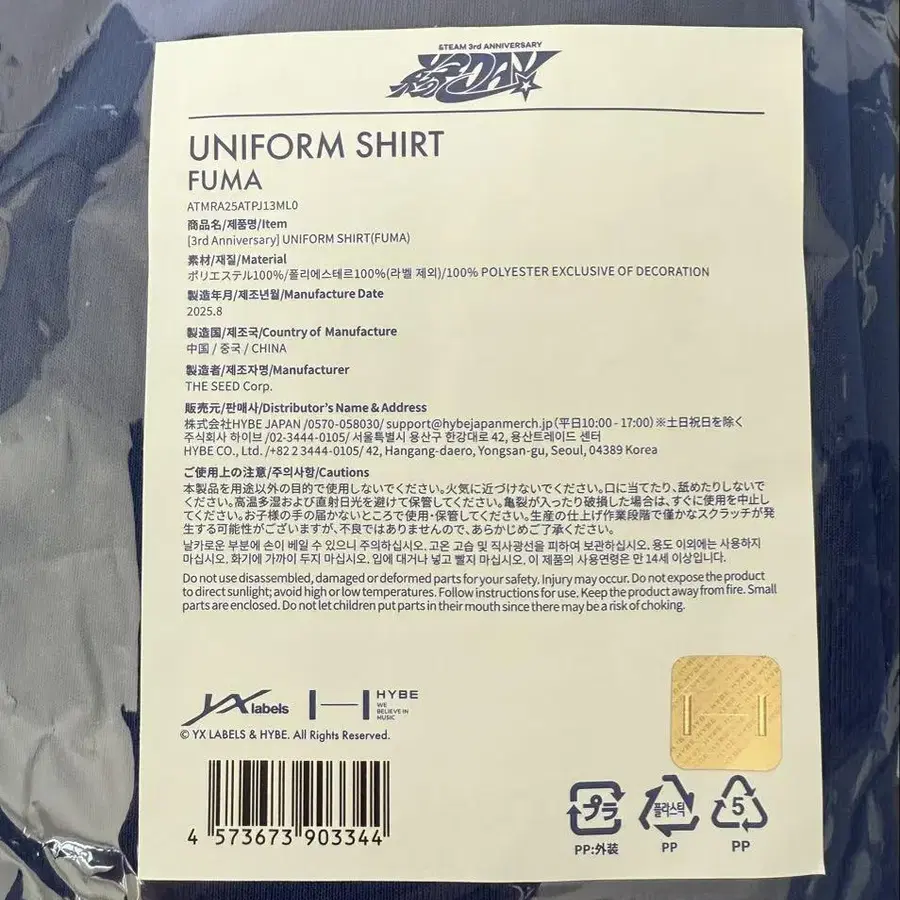 &TEAM 3rd ANNIVERSARY
UNIFORM SHIRT
FUMA
ATMRA25ATPJ13ML0
商品名/제품명/Item
[3rd Anniversary] UNIFORM SHIRT(FUMA)
素材/재질/Material
ポリエステル100%/폴리에스테르100%(라벨 제외)/100% POLYESTER EXCLUSIVE OF DECORATION
製造年月/제조년월/Manufacture Date
2025.8
製造国/제조국/Country of Manufacture
中国 / 중국 / CHINA
製造者/제조자명/Manufacturer
THE SEED Corp.
販売元/판매사/Distributor's Name & Address
株式会社HYBE JAPAN /0570-058030/ support@hybejapanmerch.jp (平日10:00 - 17:00) ※土日祝日を除く
주식회사 하이브 /02-3444-0105/ 서울특별시 용산구 한강대로 42, 용산트레이드 센터
HYBE CO., Ltd. /+82 2 3444-0105/ 42, Hangang-daero, Yongsan-gu, Seoul, 04389 Korea
ご使用上の注意/주의사항/Cautions
本製品を用途以外の目的で使用しないでください。火気に近づけないでください。口に当てたり、舐めたりしないで
ください。高温多湿および直射日光を避けて保管してください。亀裂が入ったり破損した場合は、すぐに使用を中止し
てください。お子様の手の届かないところで使用・保管してください。生産の仕上げ作業段階で僅かなスクラッチが発
生する可能性がございますが、不良ではありませんので、あらかじめご了承ください。
날카로운 부분에 손이 베일 수 있으니 주의하십시오. 고온 고습 및 직사광선을 피하여 보관하십시오. 용도 이외에는 사용하지
마십시오. 화기에 가까이 두지 마십시오. 입에 대거나 넣고 빨지 마십시오. 이 제품의 사용연령은 만 14세 이상입니다.
Do not use disassembled, damaged or deformed parts for your safety. Injury may occur. Do not expose the product
to direct sunlight; avoid high or low temperatures. Follow instructions for use. Keep the product away from fire. Small
parts are enclosed. Do not let children put parts in their mouth since there may be a risk of choking.
YX labels
HYBE
WE
BELIEVE IN
MUSIC
© YX LABELS & HYBE. All Rights Reserved.
4 573673 903344
プラ
PP:外装
플라스틱
PP
5
PP